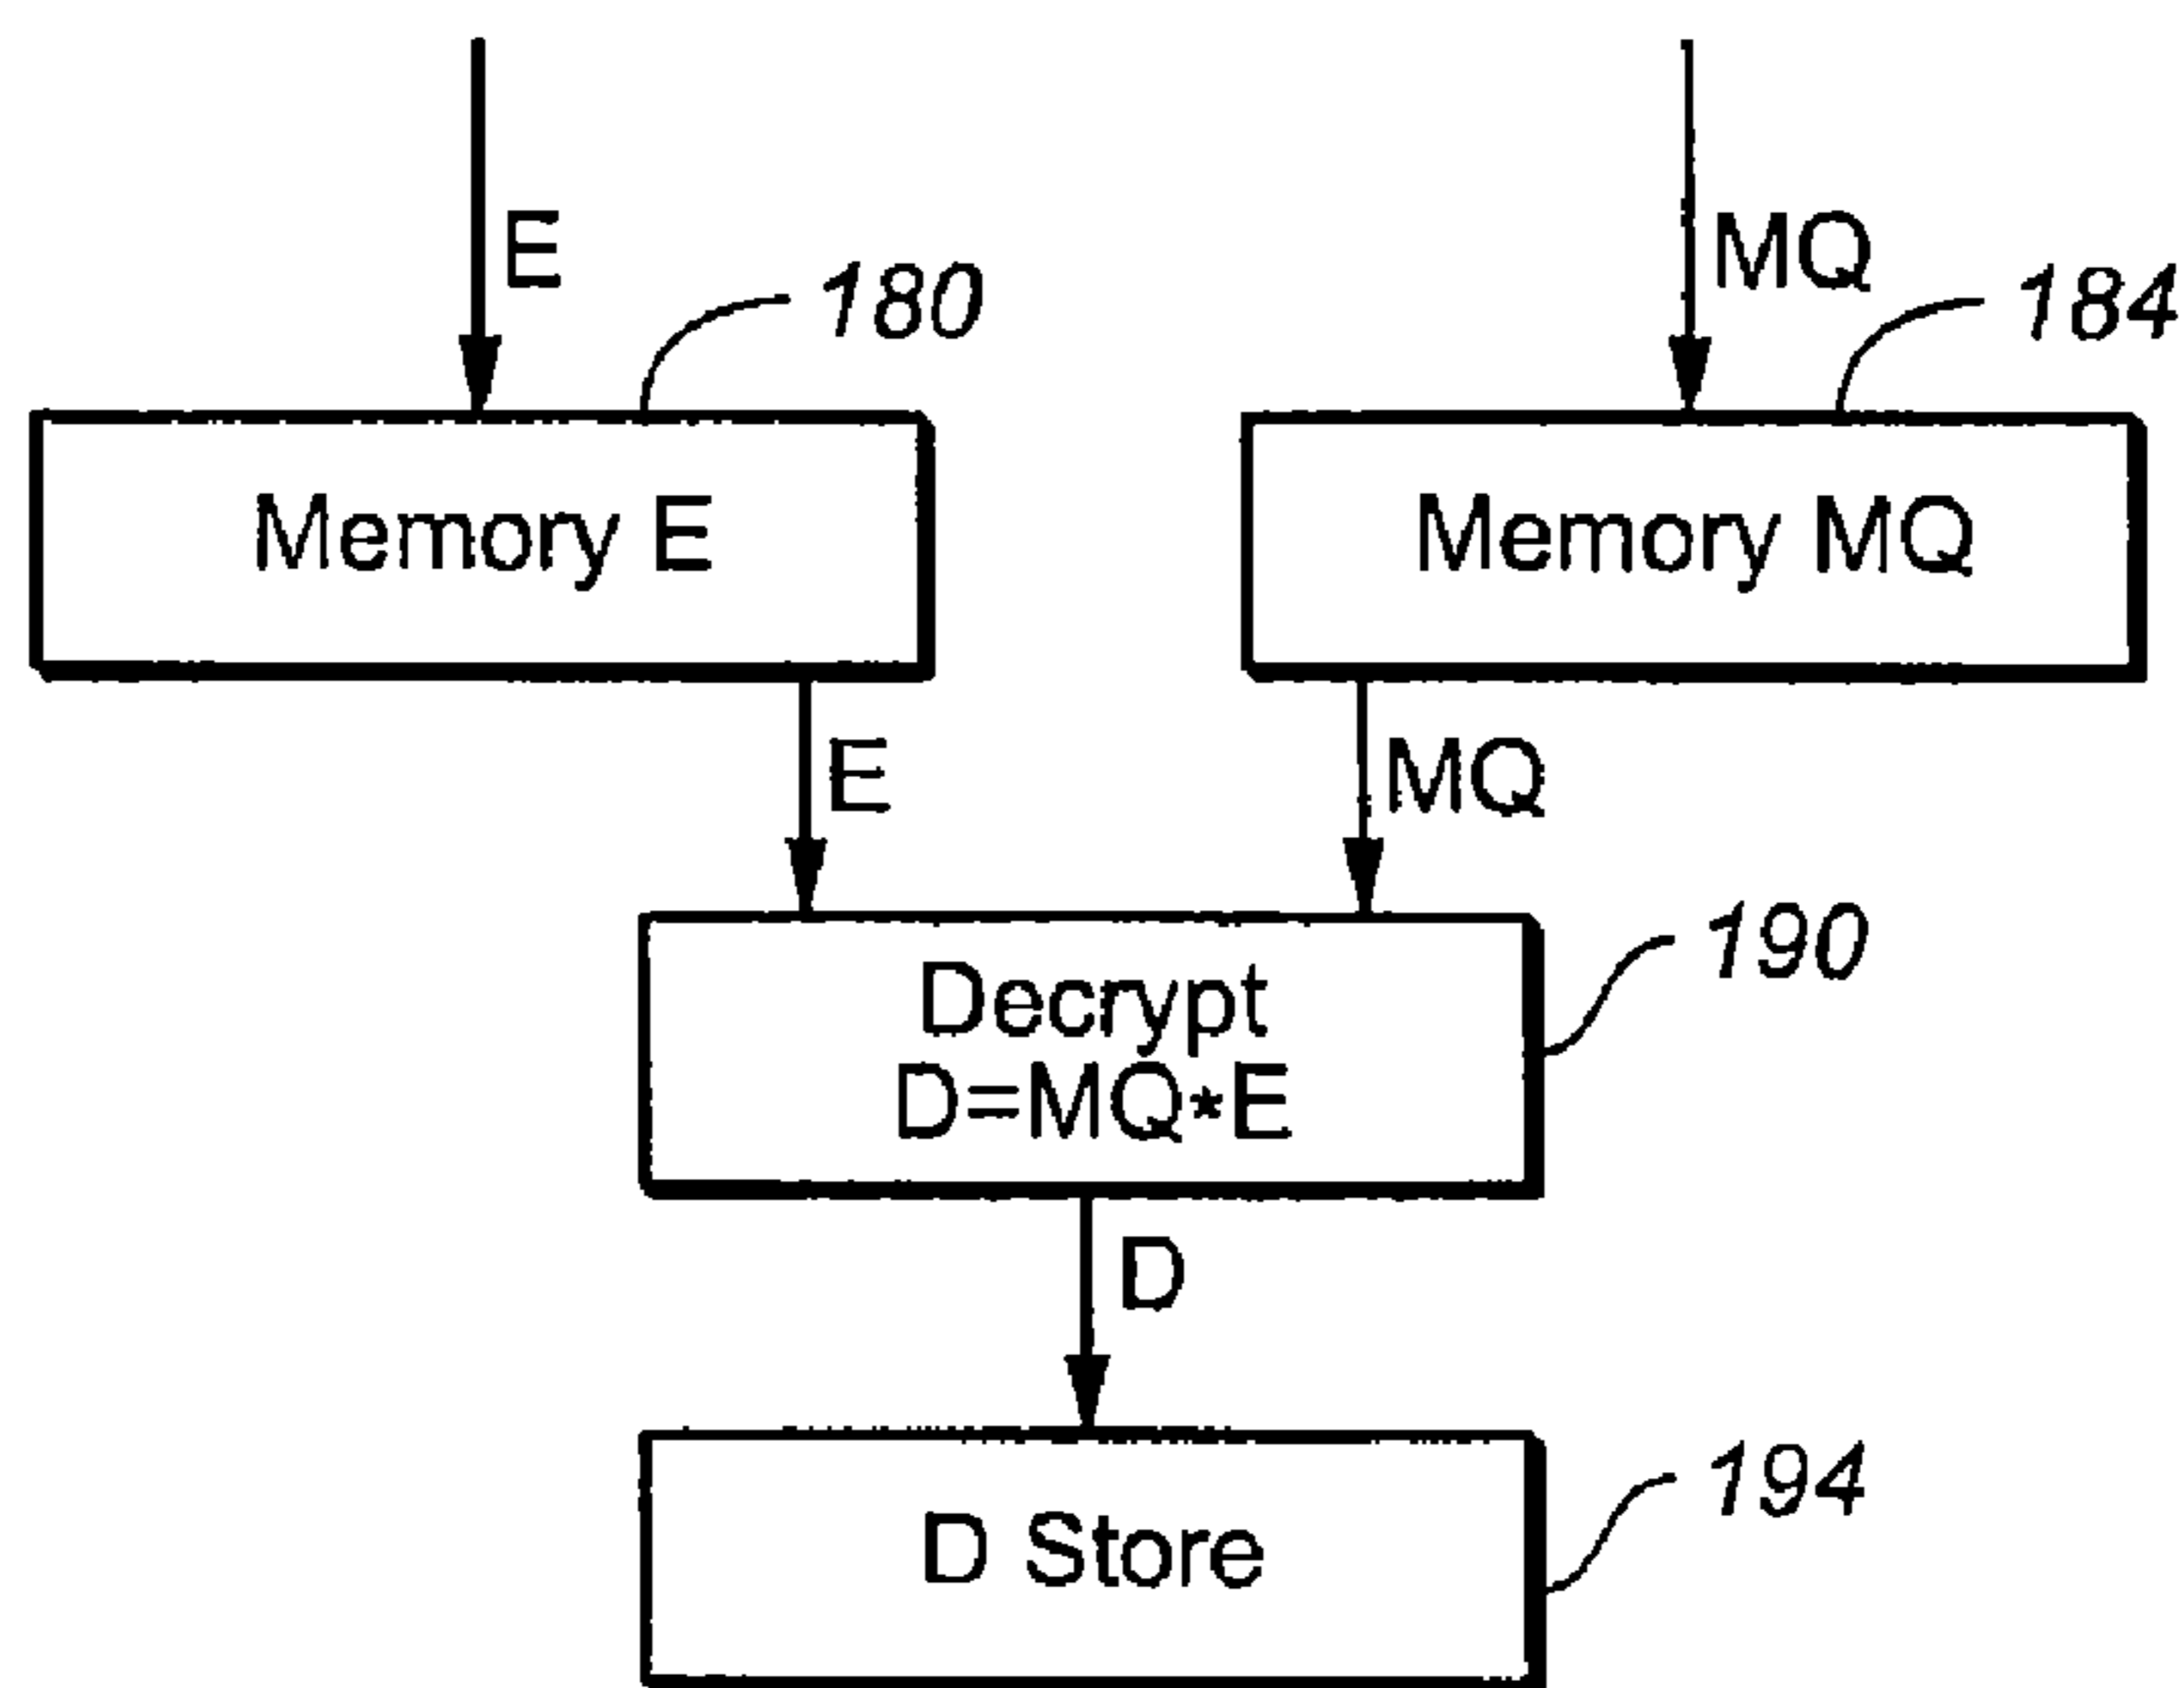 E
MQ
180
184
Memory E
Memory MQ
E
MQ
190
Decrypt
D=MQ*E
D
194
D Store